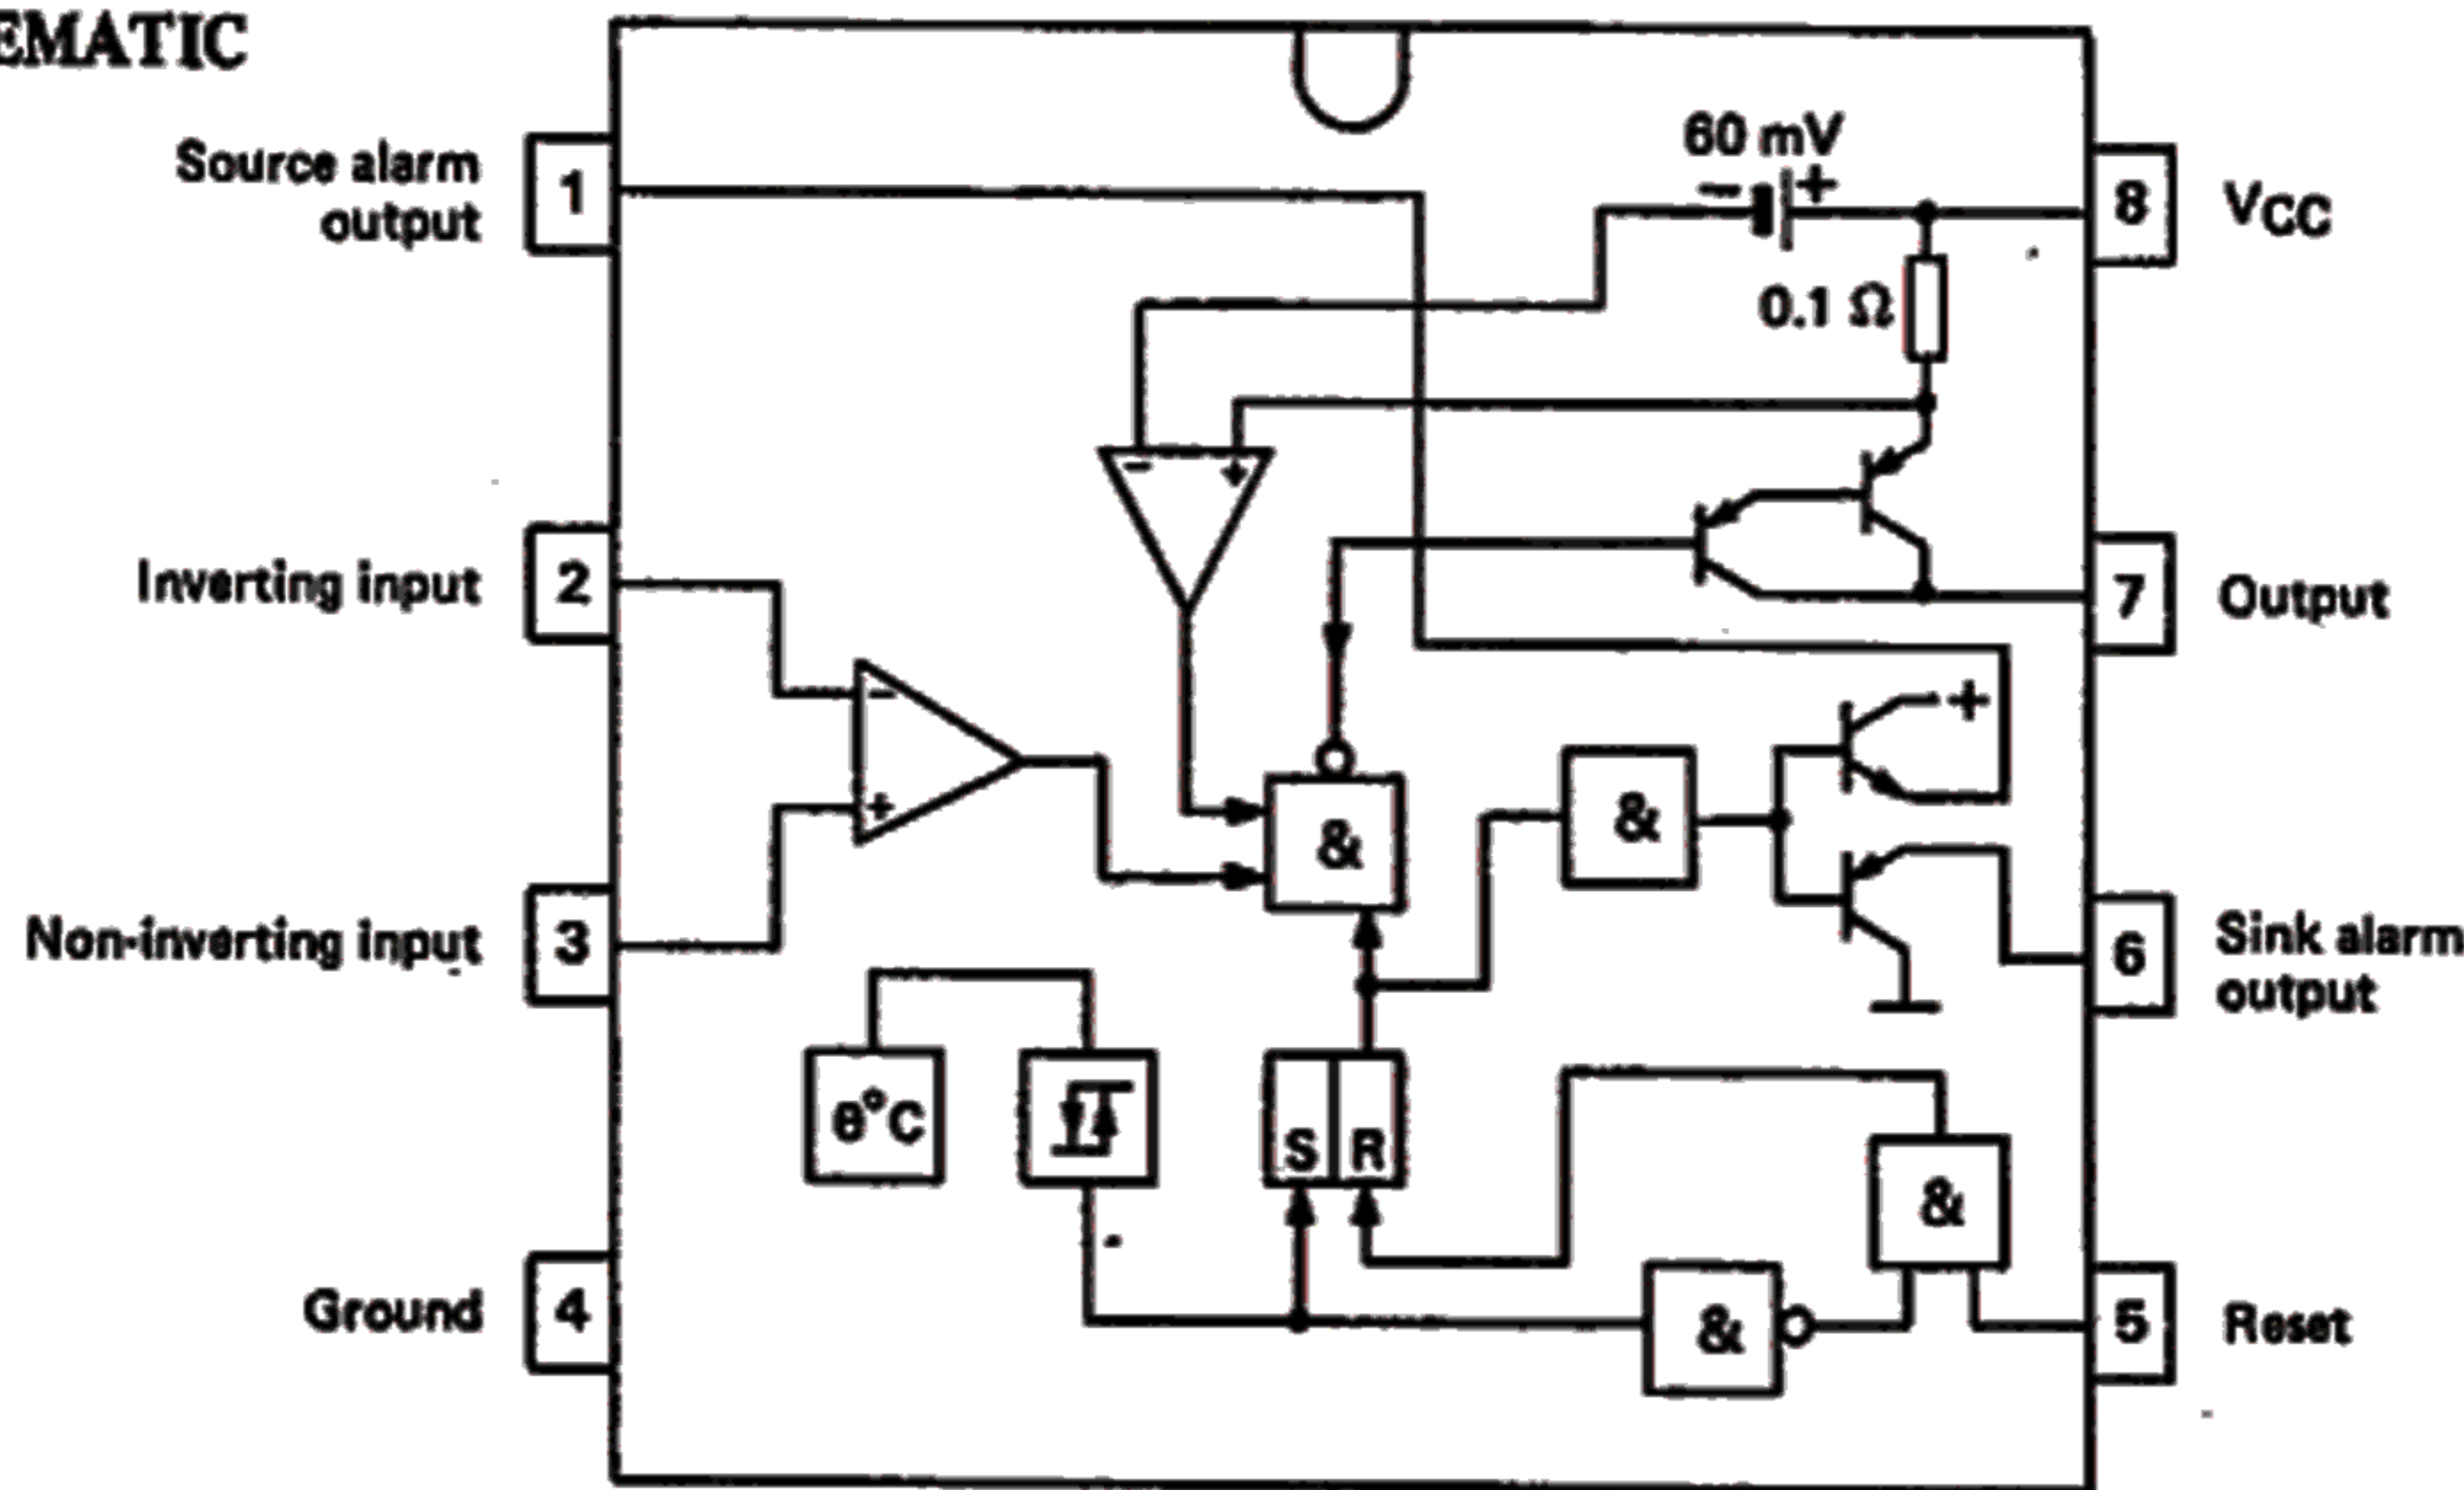 EMATIC
Source alarm
output
1
60 mV
- +
8
VCC
0.1 Ω
- +
Inverting input
2
7
Output
-
+
+
&
&
Non-inverting input
3
6
Sink alarm
output
θ°C
S R
&
Ground
4
&
5
Reset